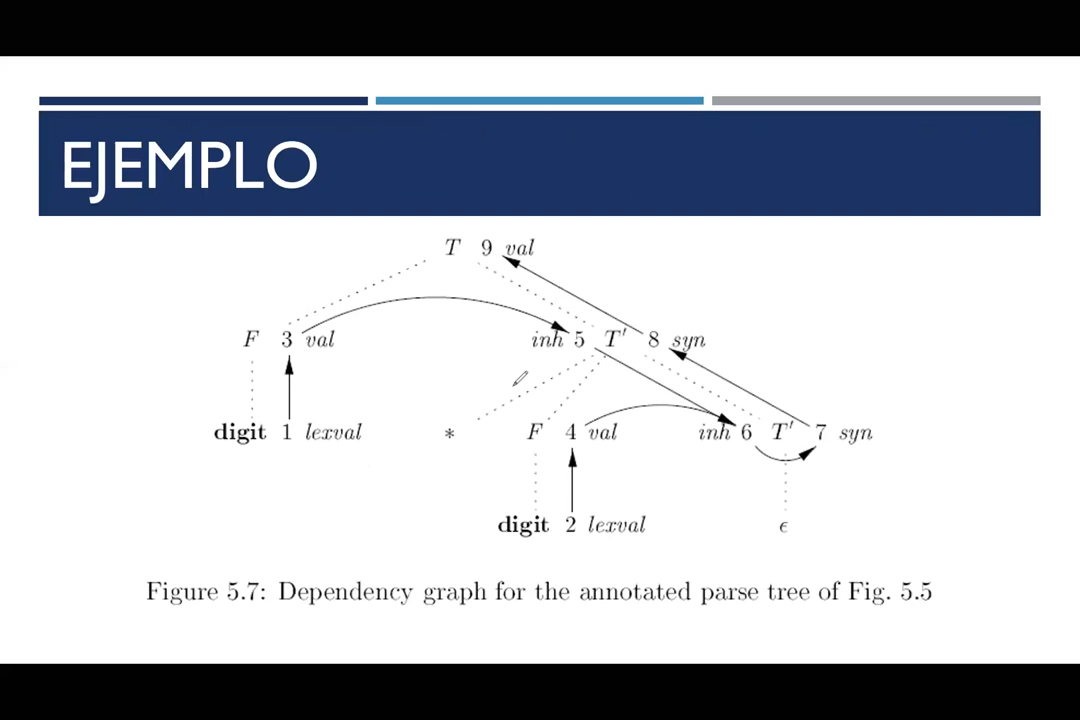 EJEMPLO
T 9 val
F 3 val inh 5 T′ 8 syn
digit 1 lexval * F 4 val inh 6 T′ 7 syn
digit 2 lexval ϵ
Figure 5.7: Dependency graph for the annotated parse tree of Fig. 5.5